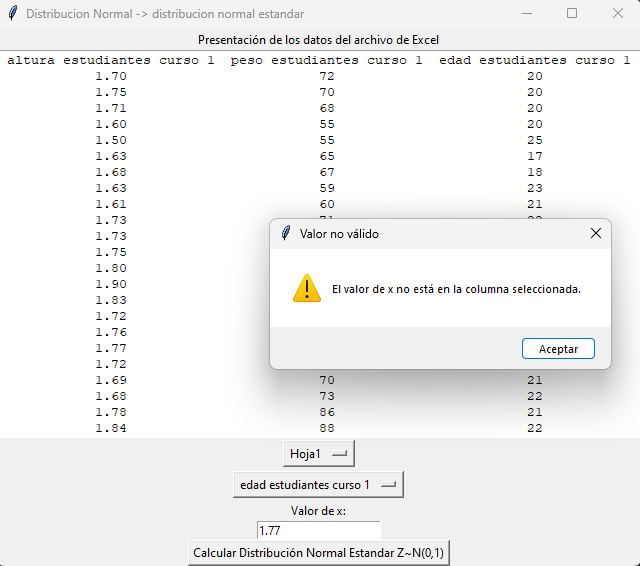 Distribucion Normal -> distribucion normal estandar
Presentación de los datos del archivo de Excel
altura estudiantes curso 1 peso estudiantes curso 1 edad estudiantes curso 1
1.70 72 20
1.75 70 20
1.71 68 20
1.60 55 20
1.50 55 25
1.63 65 17
1.68 67 18
1.63 59 23
1.61 60 21
1.73
1.73
1.75
1.80
1.90
1.83
1.72
1.76
1.77
1.72
1.69 70 21
1.68 73 22
1.78 86 21
1.84 88 22
Valor no válido
El valor de x no está en la columna seleccionada.
Aceptar
Hoja1
edad estudiantes curso 1
Valor de x:
1.77
Calcular Distribución Normal Estandar Z~N(0,1)